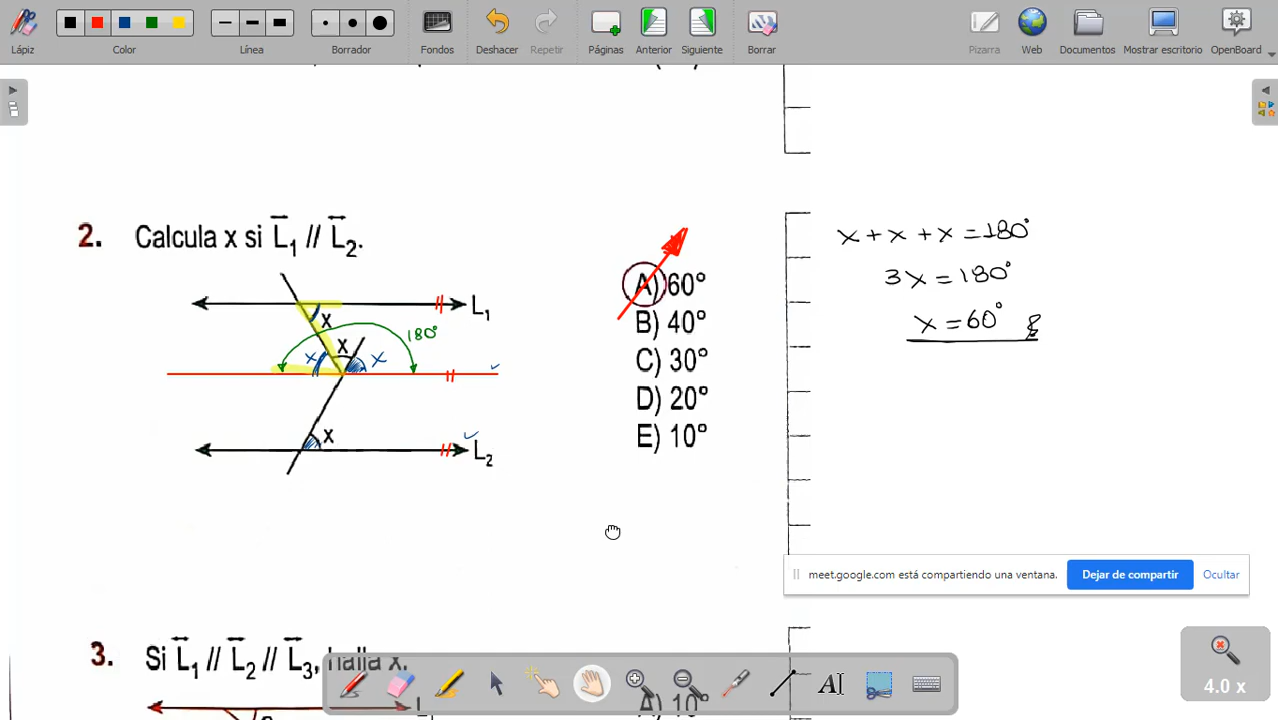 Lápiz
Color
Línea
Borrador
Fondos
Deshacer
Repetir
Páginas
Anterior
Siguiente
Borrar
Pizarra
Web
Documentos
Mostrar escritorio
OpenBoard
2. Calcula x si L1 // L2.
L1
x
x
x
x
180°
x
L2
A) 60°
B) 40°
C) 30°
D) 20°
E) 10°
x + x + x = 180°
3x = 180°
x = 60°
meet.google.com está compartiendo una ventana.
Dejar de compartir
Ocultar
3. Si L1 // L2 // L3, halla x.
A) 10°
4.0 x